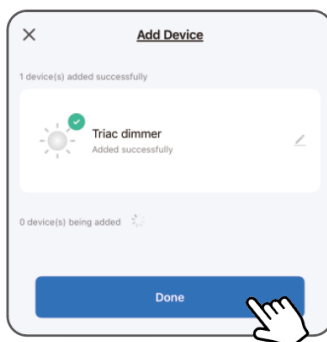 Add Device
1 device(s) added successfully
Triac dimmer
Added successfully
0 device(s) being added
Done